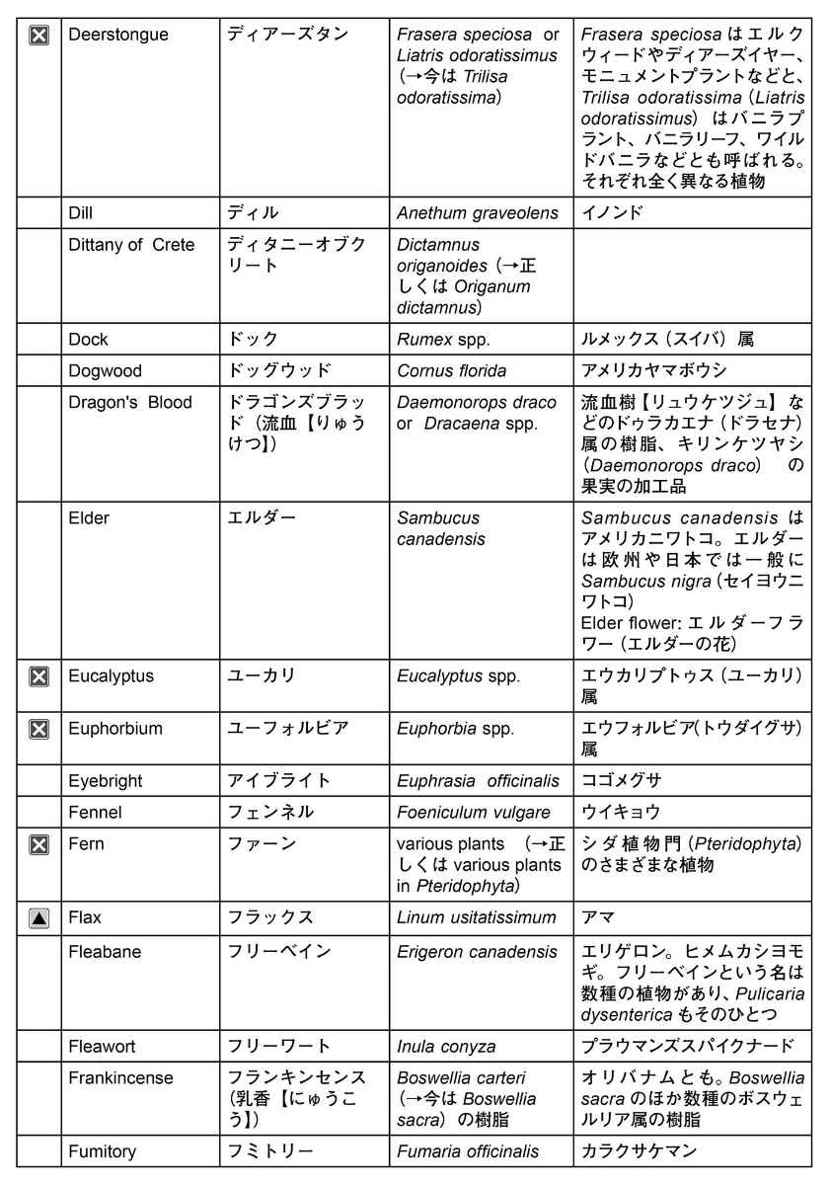 Deerstongue
ディアーズタン
Frasera speciosa or
Liatris odoratissimus
(→今は Trilisa
odoratissima)
Frasera speciosa はエルク
ウィードやディアーズイヤー、
モニュメントプラントなどと、
Trilisa odoratissima (Liatris
odoratissimus) はバニラプ
ラント、バニラリーフ、ワイル
ドバニラなどとも呼ばれる。
それぞれ全く異なる植物
Dill
ディル
Anethum graveolens
イノンド
Dittany of Crete
ディタニーオブク
リート
Dictamnus
origanoides (→正
しくは Origanum
dictamnus)
Dock
ドック
Rumex spp.
ルメックス (スイバ) 属
Dogwood
ドッグウッド
Cornus florida
アメリカヤマボウシ
Dragon's Blood
ドラゴンズブラッ
ド (流血【りゅう
けつ】)
Daemonorops draco
or Dracaena spp.
流血樹【リュウケツジュ】な
どのドゥラカエナ (ドラセナ)
属の樹脂、キリンケツヤシ
(Daemonorops draco) の
果実の加工品
Elder
エルダー
Sambucus
canadensis
Sambucus canadensis は
アメリカニワトコ。エルダー
は欧州や日本では一般に
Sambucus nigra (セイヨウニ
ワトコ)
Elder flower: エルダーフラ
ワー (エルダーの花)
Eucalyptus
ユーカリ
Eucalyptus spp.
エウカリプトゥス (ユーカリ)
属
Euphorbium
ユーフォルビア
Euphorbia spp.
エウフォルビア(トウダイグサ)
属
Eyebright
アイブライト
Euphrasia officinalis
コゴメグサ
Fennel
フェンネル
Foeniculum vulgare
ウイキョウ
Fern
ファーン
various plants (→正
しくは various plants
in Pteridophyta)
シダ植物門 (Pteridophyta)
のさまざまな植物
Flax
フラックス
Linum usitatissimum
アマ
Fleabane
フリーベイン
Erigeron canadensis
エリゲロン。ヒメムカシヨモ
ギ。フリーベインという名は
数種の植物があり、Pulicaria
dysenterica もそのひとつ
Fleawort
フリーワート
Inula conyza
プラウマンズスパイクナード
Frankincense
フランキンセンス
(乳香【にゅうこ
う】)
Boswellia carteri
(→今は Boswellia
sacra) の樹脂
オリバナムとも。Boswellia
sacra のほか数種のボスウェ
ルリア属の樹脂
Fumitory
フミトリー
Fumaria officinalis
カラクサケマン